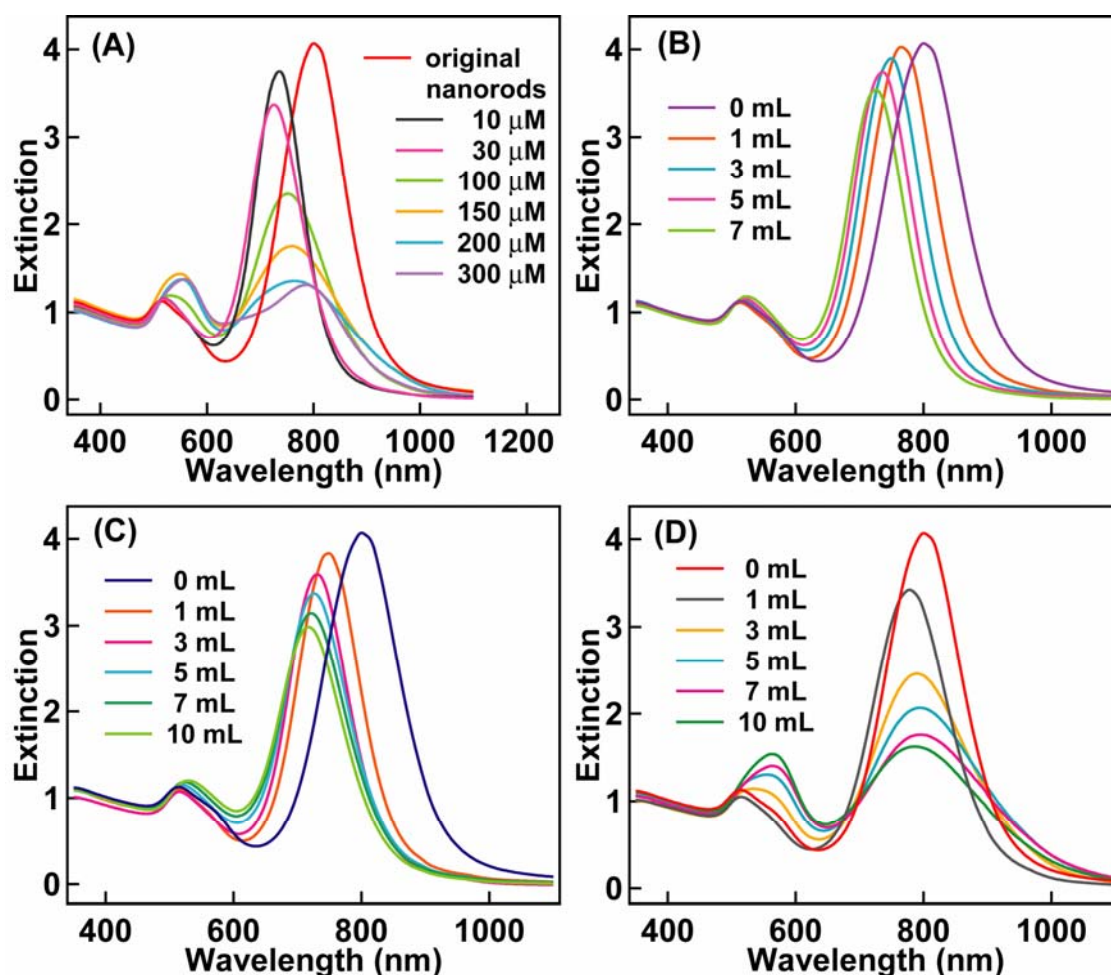 (A)
original
nanorods
10 μM
30 μM
100 μM
150 μM
200 μM
300 μM
4
3
2
1
0
Extinction
400 600 800 1000 1200
Wavelength (nm)
(B)
0 mL
1 mL
3 mL
5 mL
7 mL
4
3
2
1
0
Extinction
400 600 800 1000
Wavelength (nm)
(C)
0 mL
1 mL
3 mL
5 mL
7 mL
10 mL
4
3
2
1
0
Extinction
400 600 800 1000
Wavelength (nm)
(D)
0 mL
1 mL
3 mL
5 mL
7 mL
10 mL
4
3
2
1
0
Extinction
400 600 800 1000
Wavelength (nm)